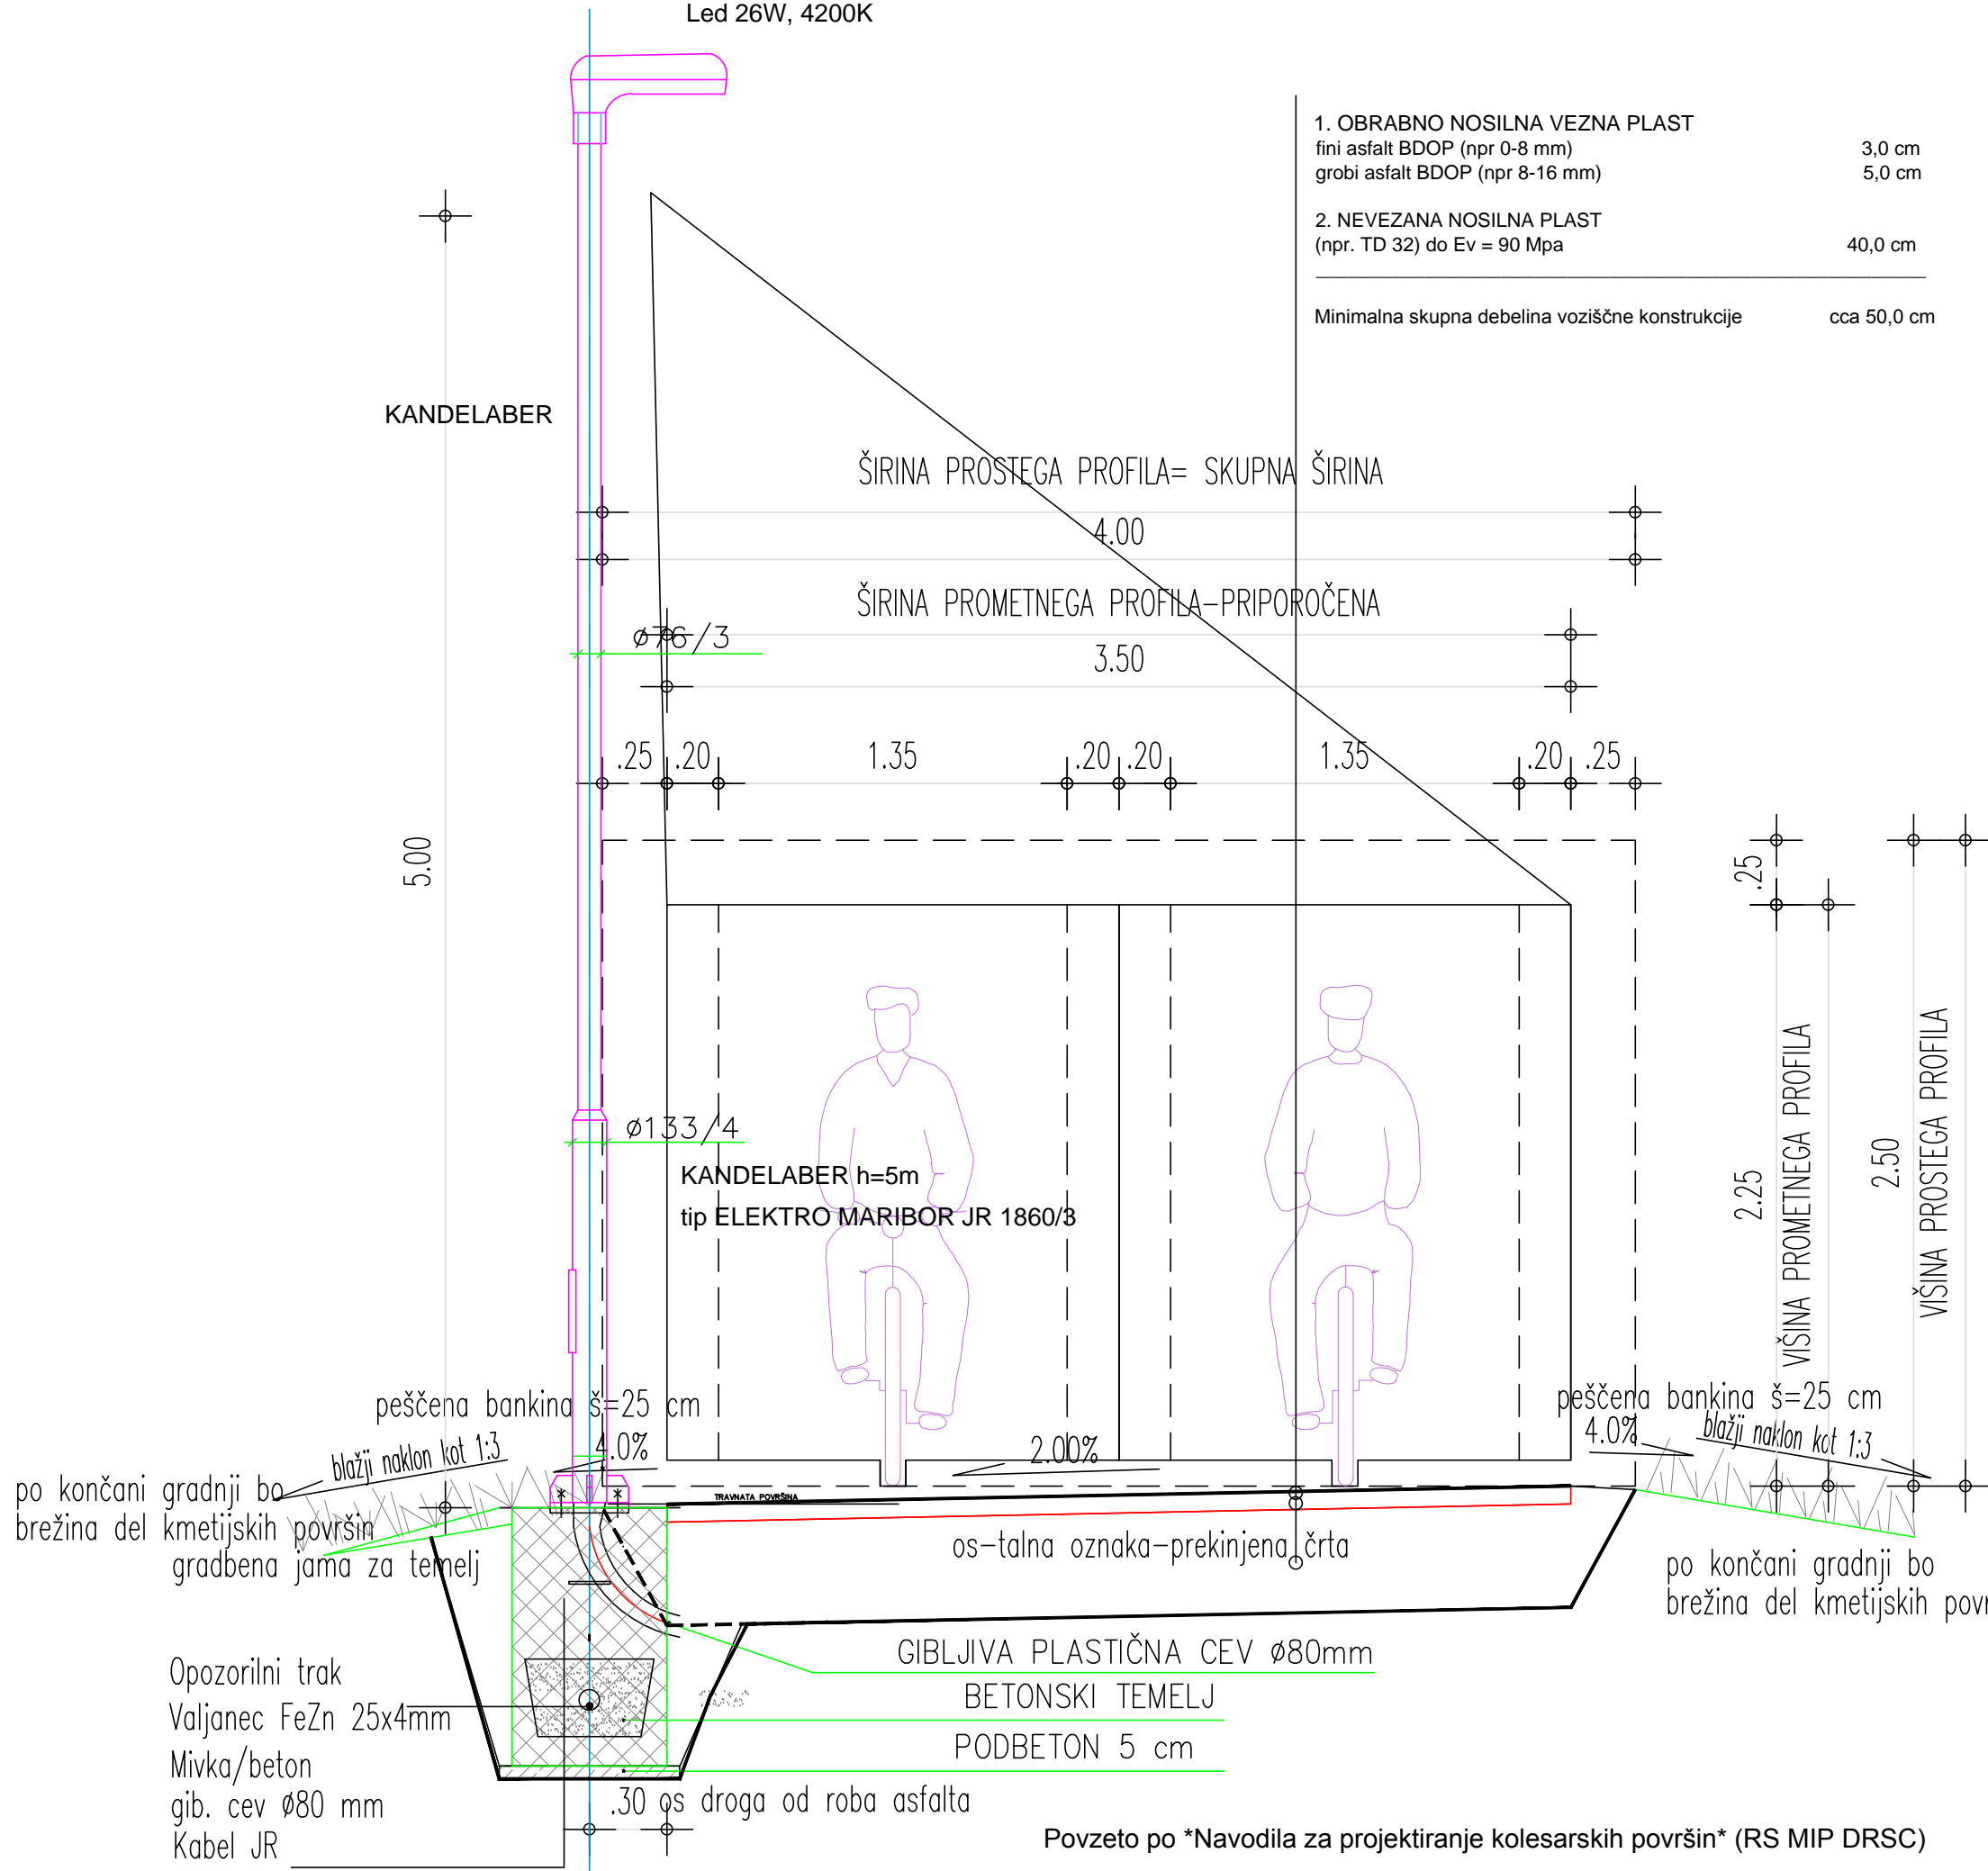 Led 26W, 4200K
1. OBRABNO NOSILNA VEZNA PLAST
fini asfalt BDOP (npr 0-8 mm) 3,0 cm
grobi asfalt BDOP (npr 8-16 mm) 5,0 cm
2. NEVEZANA NOSILNA PLAST
(npr. TD 32) do Ev = 90 Mpa 40,0 cm
Minimalna skupna debelina voziščne konstrukcije cca 50,0 cm
KANDELABER
ŠIRINA PROSTEGA PROFILA= SKUPNA ŠIRINA
4.00
ŠIRINA PROMETNEGA PROFILA-PRIPOROČENA
ø76/3
3.50
.25 .20 1.35 .20 .20 1.35 .20 .25
5.00
.25
2.25
VIŠINA PROMETNEGA PROFILA
2.50
VIŠINA PROSTEGA PROFILA
ø133/4
KANDELABER h=5m
tip ELEKTRO MARIBOR JR 1860/3
peščena bankina š=25 cm
4.0%
blažji naklon kot 1:3
2.00%
peščena bankina š=25 cm
4.0%
blažji naklon kot 1:3
po končani gradnji bo
brežina del kmetijskih površin
TRAVNATA POVRŠINA
gradbena jama za temelj
os-talna oznaka-prekinjena črta
po končani gradnji bo
brežina del kmetijskih povr
GIBLJIVA PLASTIČNA CEV ø80mm
BETONSKI TEMELJ
PODBETON 5 cm
Opozorilni trak
Valjanec FeZn 25x4mm
Mivka/beton
gib. cev Ø80 mm
Kabel JR
.30 os droga od roba asfalta
Povzeto po *Navodila za projektiranje kolesarskih površin* (RS MIP DRSC)